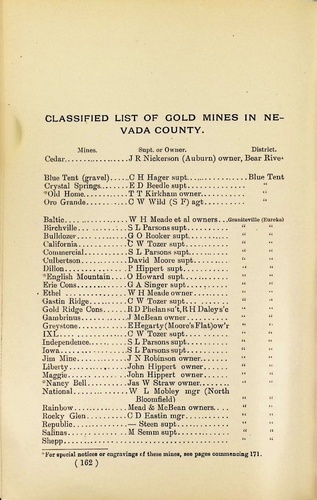 CLASSIFIED LIST OF GOLD MINES IN NE-
VADA COUNTY.
Mines. Supt. or Owner. District.
Cedar................J R Nickerson (Auburn) owner, Bear River
Blue Tent (gravel).....C H Hager supt...............Blue Tent
Crystal Springs........E D Beedle supt............... "
*Old Home...........T T Kirkham owner........... "
Oro Grande...........C W Wild (S F) agt............ "
Baltic................W H Meade et al owners...Graniteville (Eureka)
Birchville............S L Parsons supt............ " "
Bulldozer............G O Rooker supt............ " "
California............C W Tozer supt............. " "
Commercial..........S L Parsons supt............ " "
Culbertson...........David Moore supt........... " "
Dillon................P Hippert supt............. " "
*English Mountain....O Howard supt............. " "
Erie Cons............G A Singer supt............ " "
Ethel................W H Meade owner.......... " "
Gastin Ridge.........C W Tozer supt............. " "
Gold Ridge Cons......R D Phelan su't, R H Daley s'c " "
Gambrinus...........J McBean owner............ " "
Greystone............E Hegarty (Moore's Flat) ow'r " "
IXL..................C W Tozer supt............. " "
Independence.........S L Parsons supt............ " "
Iowa.................S L Parsons supt............ " "
Jim Mine.............J N Robinson owner......... " "
Liberty...............John Hippert owner........ " "
Maggie...............John Hippert owner........ " "
*Nancy Bell..........Jas W Straw owner.......... " "
National..............W L Mobley mgr (North
Bloomfield) " "
Rainbow.............Mead & McBean owners...... " "
Rocky Glen..........C D Eastin mgr............. " "
Republic.............— Steen supt............... " "
Salinas...............M Semm supt.............. " "
Shepp................................. " "
*For special notices or engravings of these mines, see pages commencing 171.
(162)